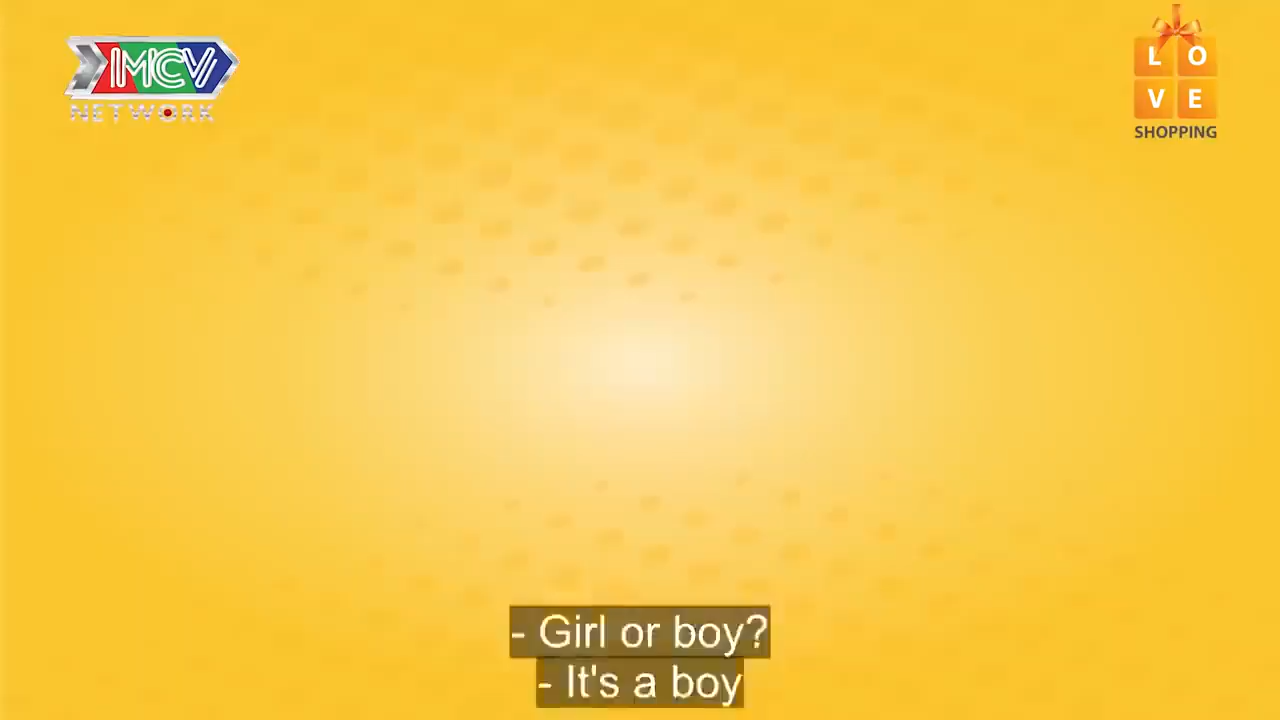 MCV
NETWORK
L O
V E
SHOPPING
- Girl or boy?
- It's a boy